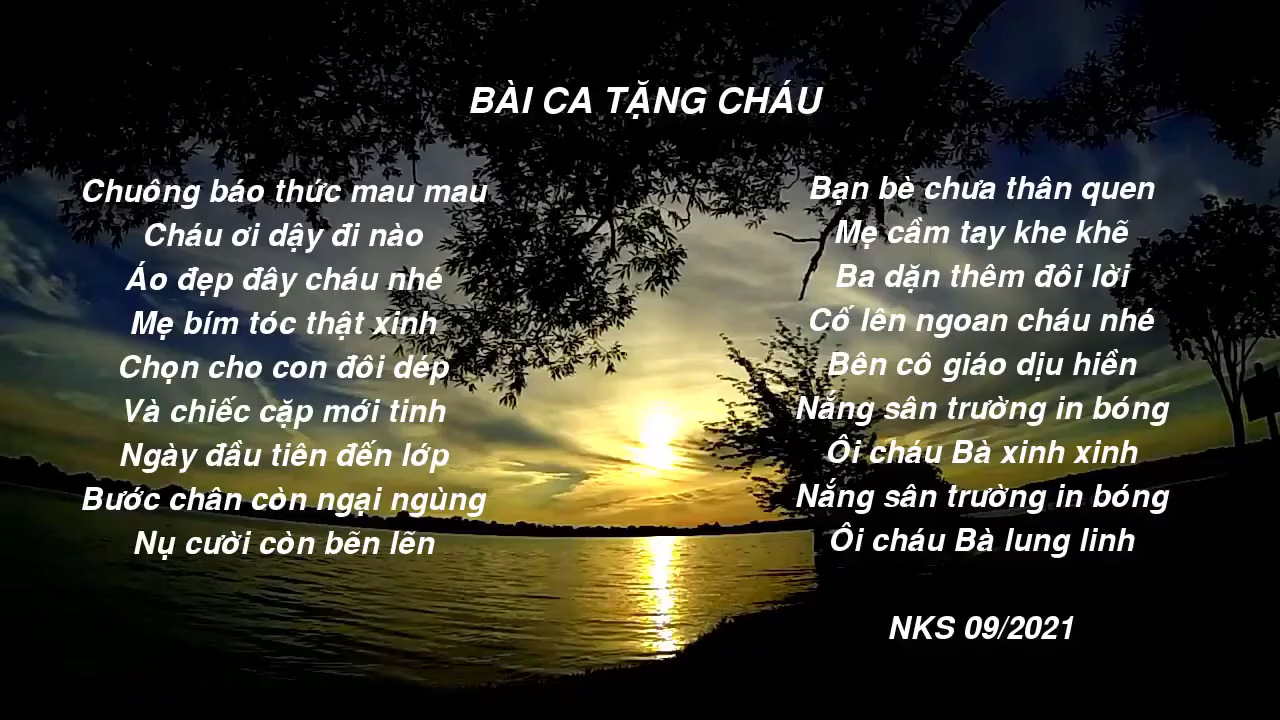 BÀI CA TẶNG CHÁU
Chuông báo thức mau mau
Cháu ơi dậy đi nào
Áo đẹp đây cháu nhé
Mẹ bím tóc thật xinh
Chọn cho con đôi dép
Và chiếc cặp mới tinh
Ngày đầu tiên đến lớp
Bước chân còn ngại ngùng
Nụ cười còn bẽn lẽn
Bạn bè chưa thân quen
Mẹ cầm tay khe khẽ
Ba dặn thêm đôi lời
Cố lên ngoan cháu nhé
Bên cô giáo dịu hiền
Nắng sân trường in bóng
Ôi cháu Bà xinh xinh
Nắng sân trường in bóng
Ôi cháu Bà lung linh
NKS 09/2021